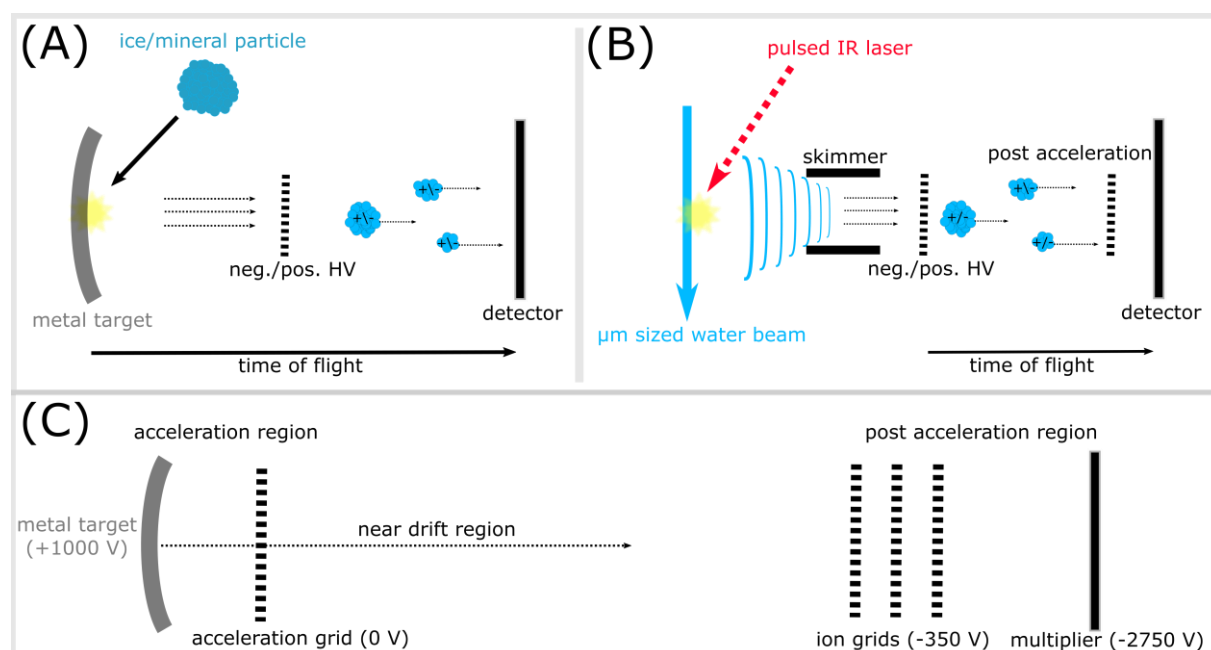 (A)
ice/mineral particle
+\-
+\-
+\-
neg./pos. HV
metal target
detector
time of flight
(B)
pulsed IR laser
skimmer
post acceleration
+\-
+/-
+/-
neg./pos. HV
µm sized water beam
detector
time of flight
(C)
acceleration region
post acceleration region
metal target
(+1000 V)
near drift region
acceleration grid (0 V)
ion grids (-350 V)
multiplier (-2750 V)